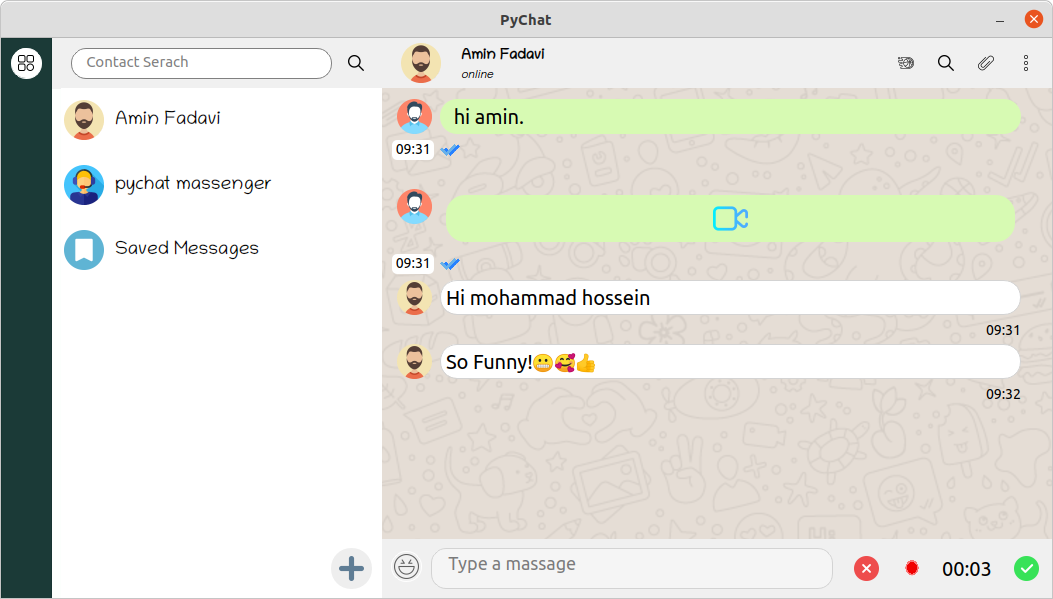 PyChat
Contact Serach
Amin Fadavi
online
Amin Fadavi
pychat massenger
Saved Messages
hi amin.
09:31
09:31
Hi mohammad hossein
09:31
So Funny!😬🥰👍
09:32
Type a message
00:03